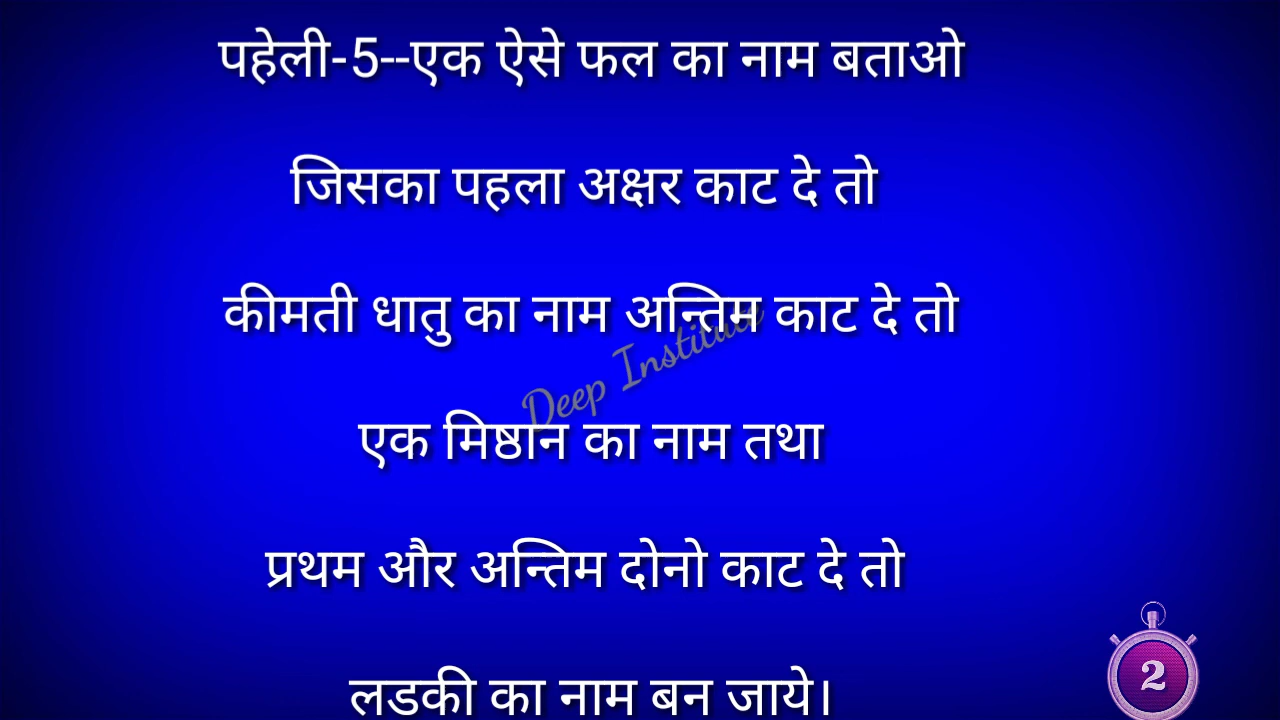 पहेली-5--एक ऐसे फल का नाम बताओ
जिसका पहला अक्षर काट दे तो
कीमती धातु का नाम अन्तिम काट दे तो
Deep Institute
एक मिष्ठान का नाम तथा
प्रथम और अन्तिम दोनो काट दे तो
लडकी का नाम बन जाये।
2